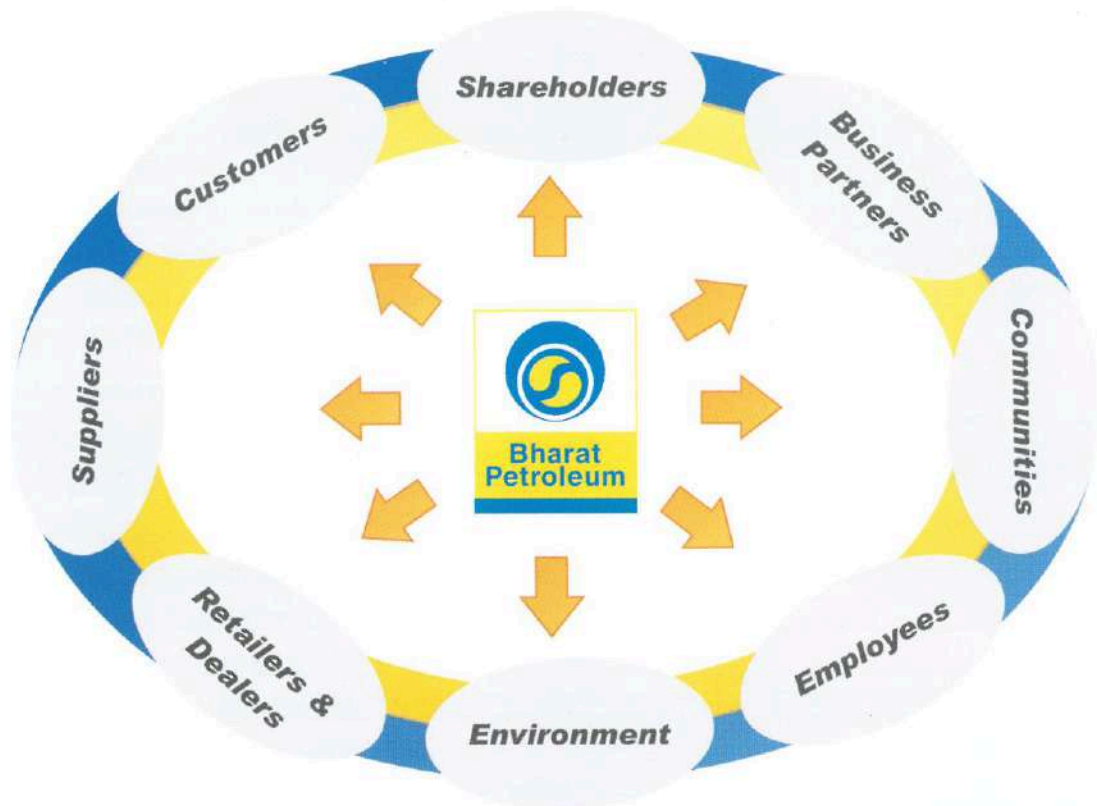 Shareholders
Business
Partners
Communities
Employees
Environment
Retailers &
Dealers
Suppliers
Customers
Bharat
Petroleum